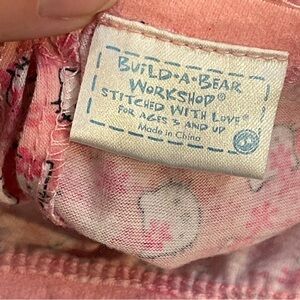 BUILD-A-BEAR
WORKSHOP®
STITCHED WITH LOVE®
FOR AGES 3 AND UP
Made in China